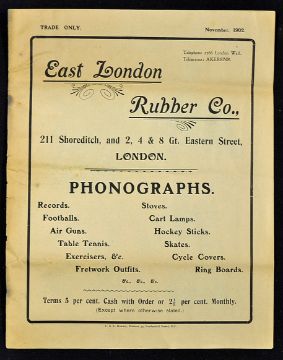 TRADE ONLY.
November, 1902.
Telephone 2266 London Wall.
Telegrams: AKERSPAR
East London
Rubber Co.,
211 Shoreditch, and 2, 4 & 8 Gt. Eastern Street,
LONDON.
PHONOGRAPHS.
Records. Stoves.
Footballs. Cart Lamps.
Air Guns. Hockey Sticks.
Table Tennis. Skates.
Exercisers, &c. Cycle Covers.
Fretwork Outfits. Ring Boards.
&c., &c., &c.
Terms 5 per cent. Cash with Order or 2½ per cent. Monthly.
(Except where otherwise stated.)